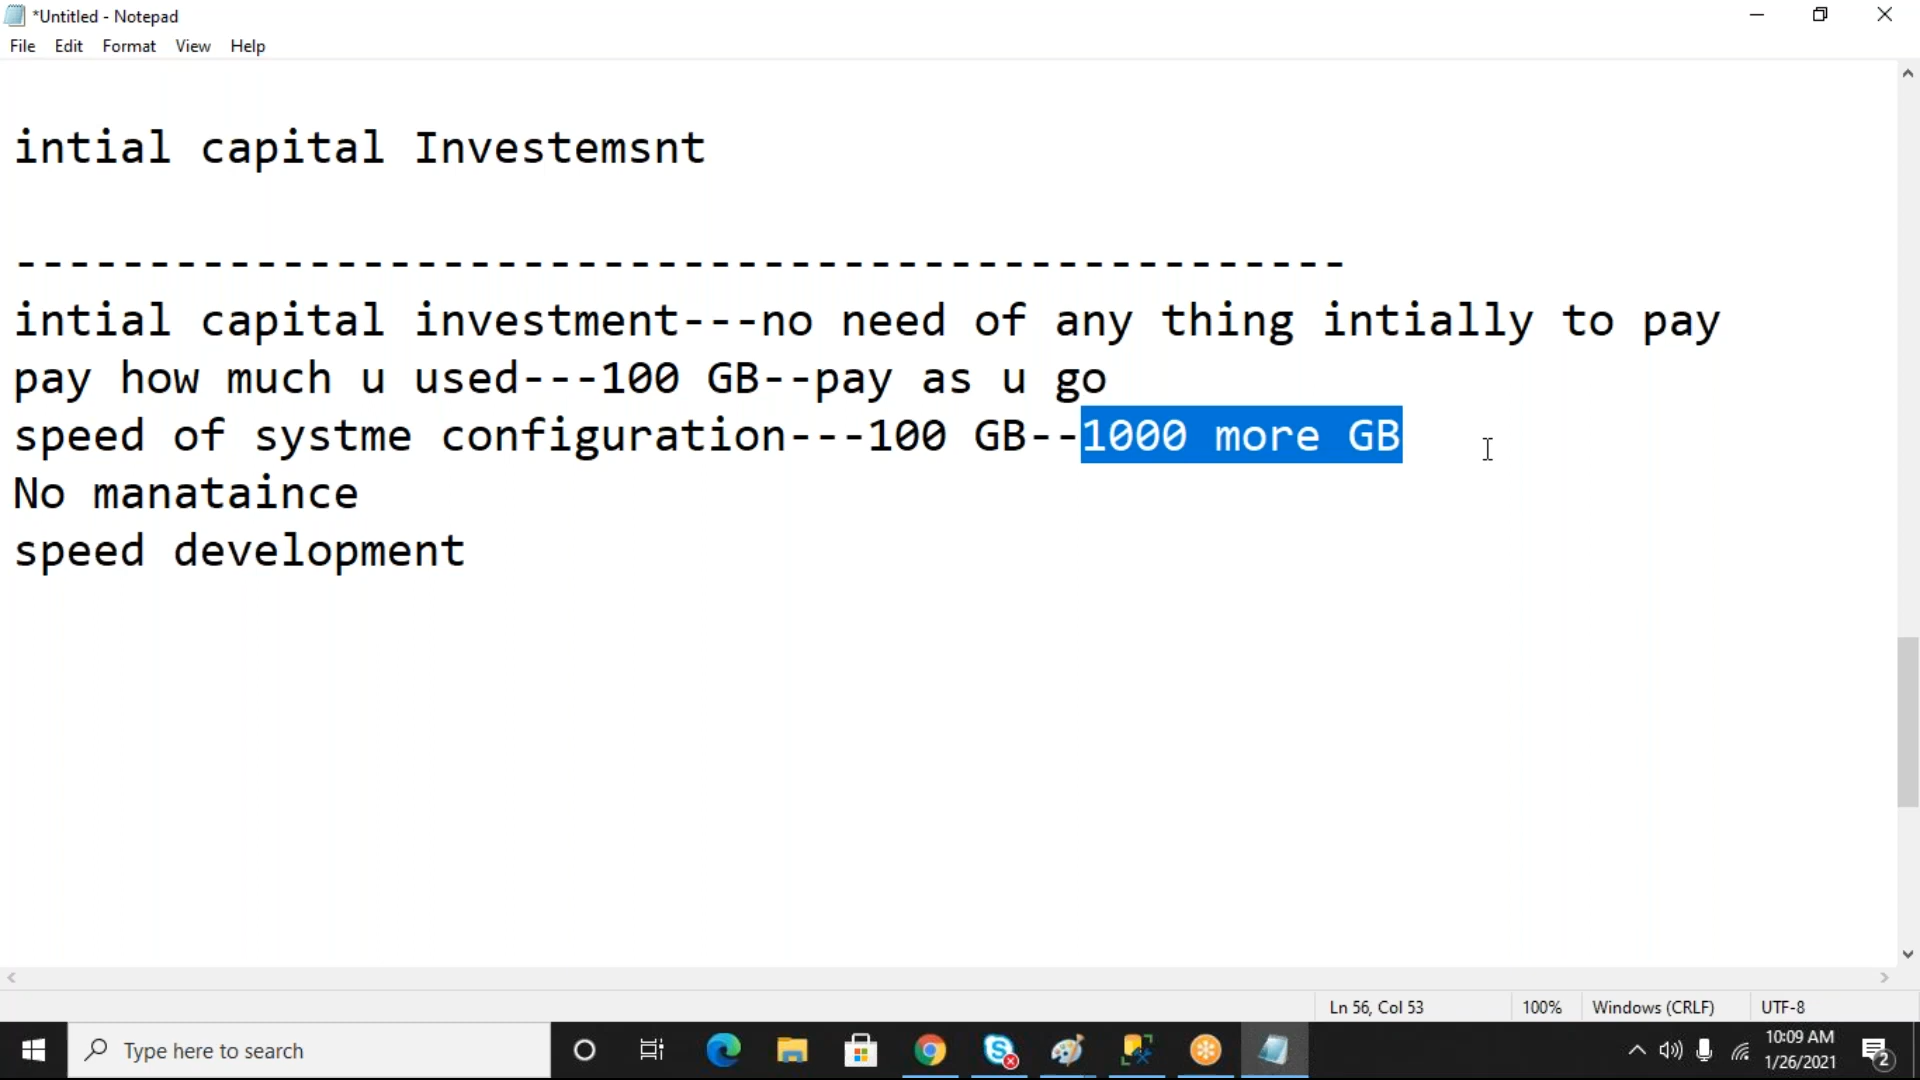 *Untitled - Notepad
File Edit Format View Help
intial capital Investemsnt
--------------------------------------------------
intial capital investment---no need of any thing intially to pay
pay how much u used---100 GB--pay as u go
speed of systme configuration---100 GB--1000 more GB
No manataince
speed development
Ln 56, Col 53 100% Windows (CRLF) UTF-8
Type here to search
10:09 AM
1/26/2021
2